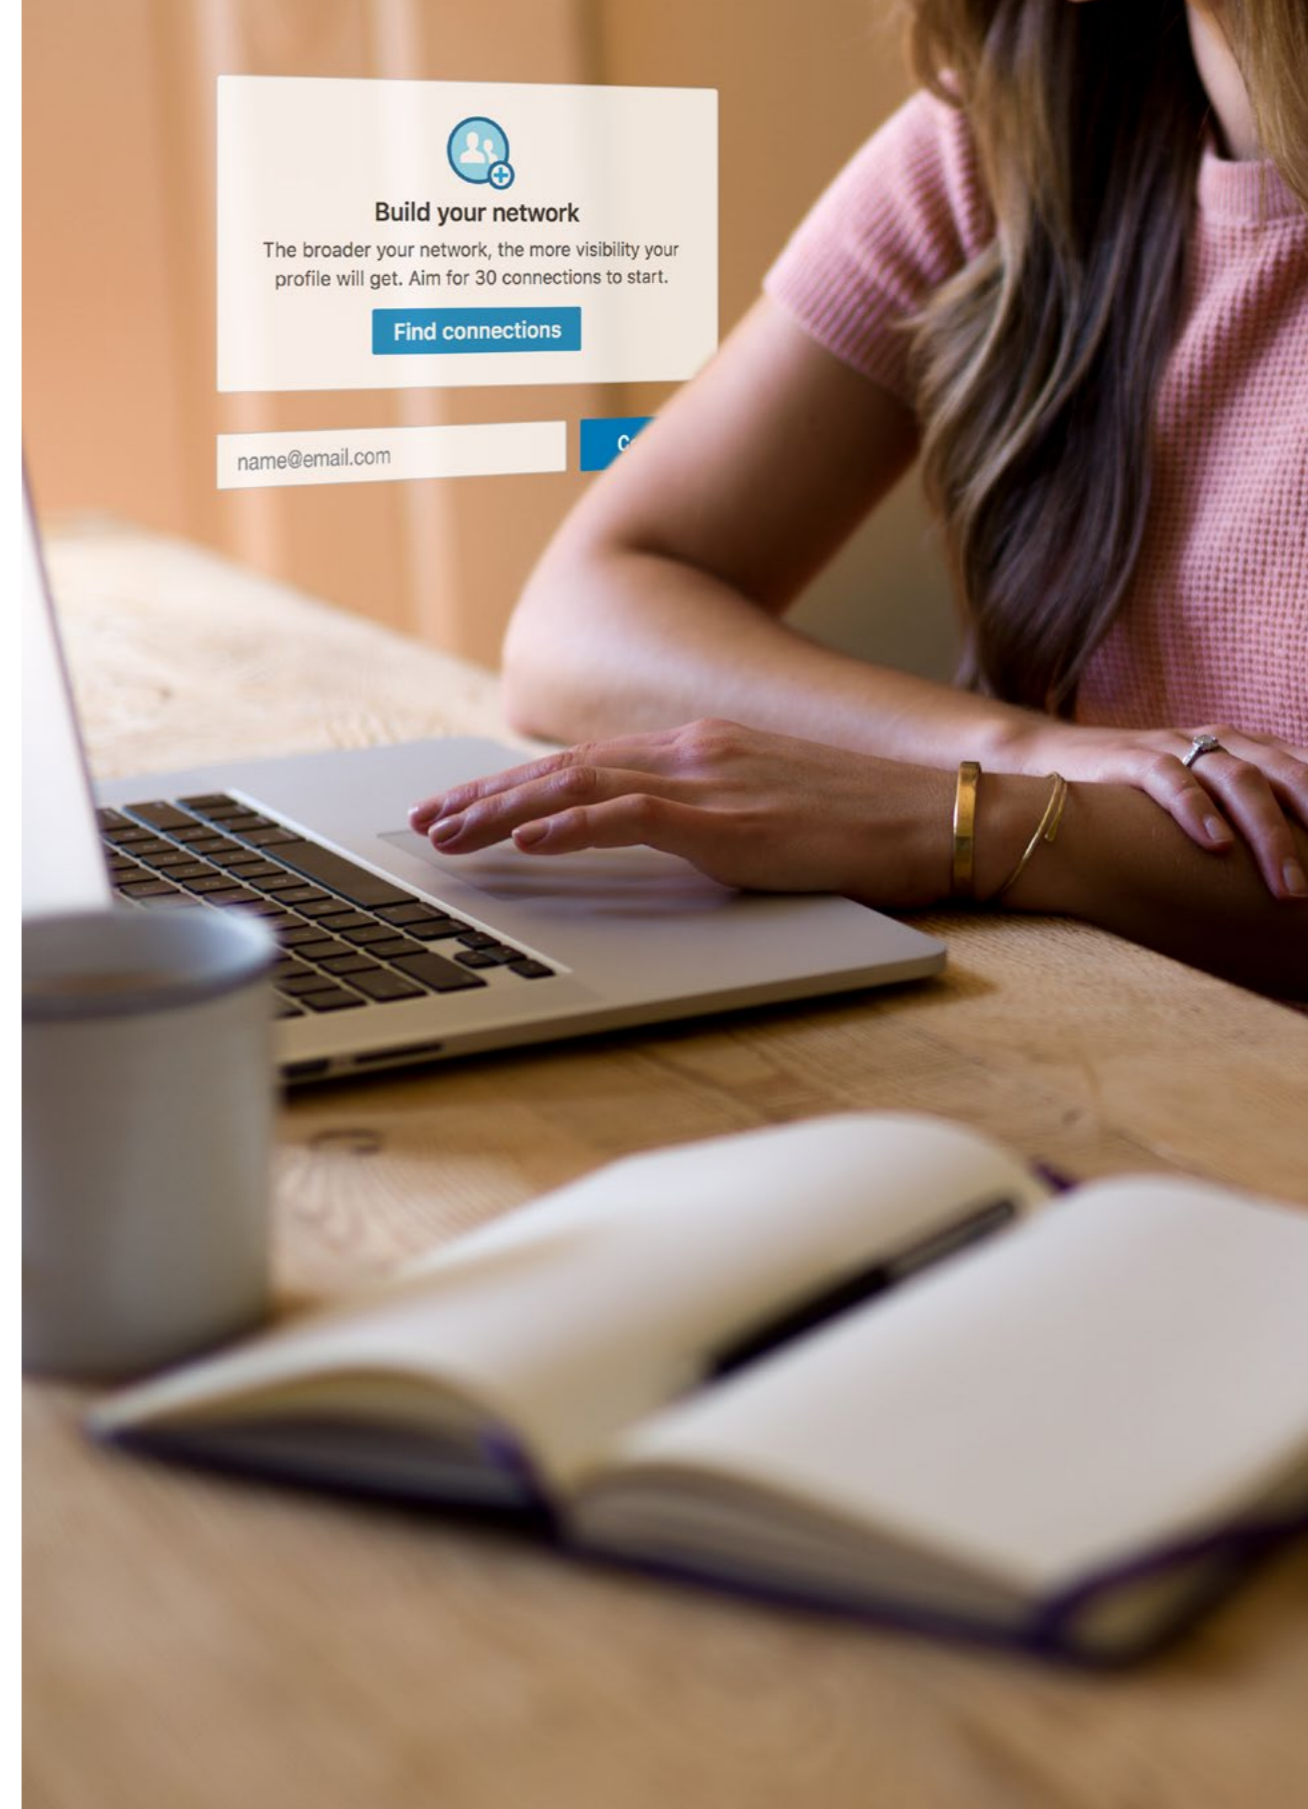 Build your network
The broader your network, the more visibility your
profile will get. Aim for 30 connections to start.
Find connections
name@email.com